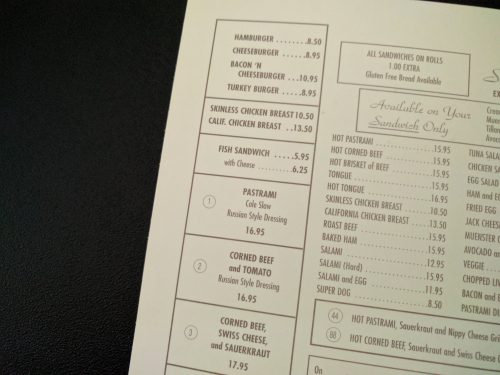 HAMBURGER ........8.50
CHEESEBURGER ......8.95
BACON 'N
CHEESEBURGER ...10.95
TURKEY BURGER .....8.95
SKINLESS CHICKEN BREAST 10.50
CALIF. CHICKEN BREAST ..13.50
FISH SANDWICH .....5.95
with Cheese .........6.25
1
PASTRAMI
Cole Slaw
Russian Style Dressing
16.95
2
CORNED BEEF
and TOMATO
Russian Style Dressing
16.95
3
CORNED BEEF,
SWISS CHEESE,
and SAUERKRAUT
17.95
ALL SANDWICHES ON ROLLS
1.00 EXTRA
Gluten Free Bread Available
S
EX
Available on Your
Sandwich Only
Muen
HOT PASTRAMI ...............15.95
HOT CORNED BEEF ............15.95
HOT BRISKET of BEEF .........15.95
TONGUE .....................15.95
HOT TONGUE .................16.95
SKINLESS CHICKEN BREAST .....10.50
CALIFORNIA CHICKEN BREAST ....13.50
ROAST BEEF ..................15.95
BAKED HAM ..................15.95
SALAMI ......................12.95
SALAMI (Hard) ................15.95
SALAMI and EGG ..............11.95
SUPER DOG ...................8.50
TUNA SALA
CHICKEN SA
EGG SALAD
HAM and EG
FRIED EGG
JACK CHEES
MUENSTER C
AVOCADO an
VEGGIE
CHOPPED LIV
BACON and E
PASTRAMI DI
44 HOT PASTRAMI, Sauerkraut and Nippy Cheese Gri
88 HOT CORNED BEEF, Sauerkraut and Swiss Cheese G
On